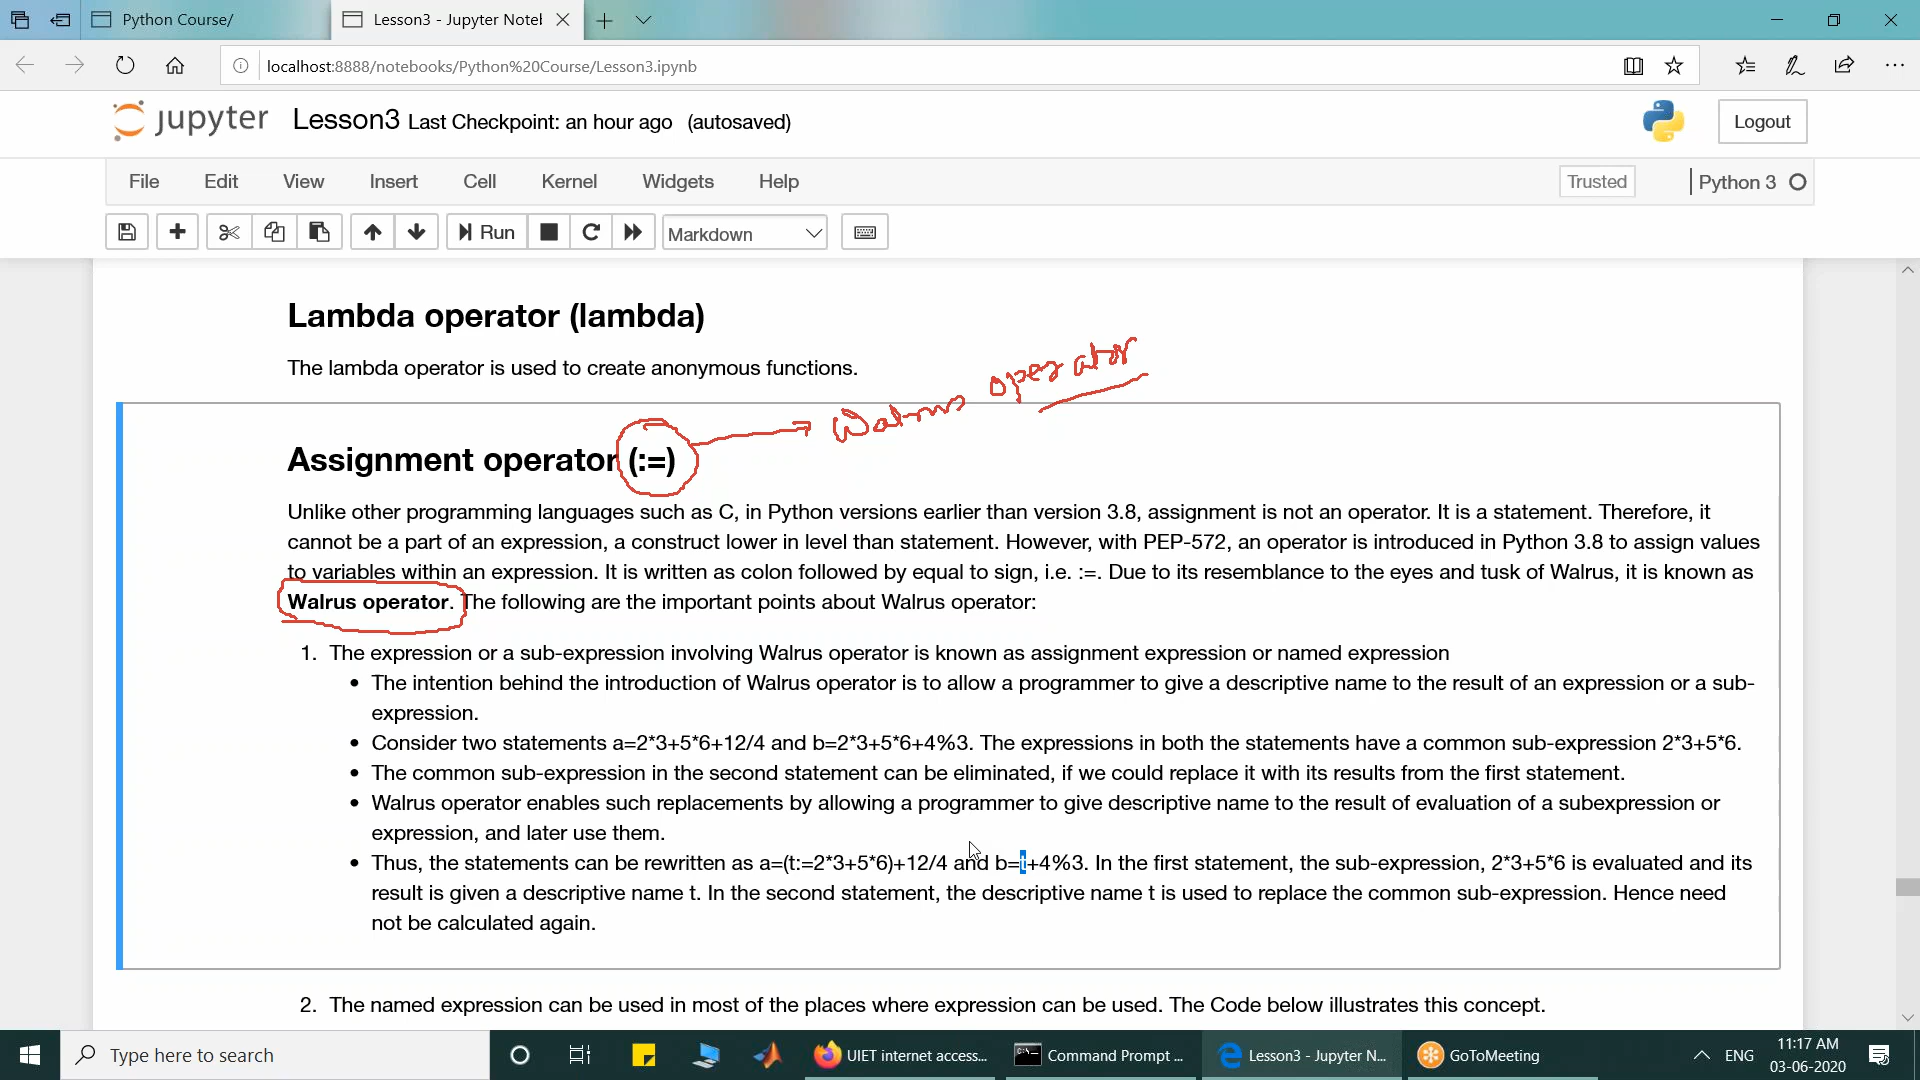 Python Course/
Lesson3 - Jupyter Notel
localhost:8888/notebooks/Python%20Course/Lesson3.ipynb
jupyter Lesson3 Last Checkpoint: an hour ago (autosaved)
Logout
File Edit View Insert Cell Kernel Widgets Help
Trusted
Python 3
Run
Markdown
Lambda operator (lambda)
The lambda operator is used to create anonymous functions.
Walrus operator
Assignment operator (:=)
Unlike other programming languages such as C, in Python versions earlier than version 3.8, assignment is not an operator. It is a statement. Therefore, it
cannot be a part of an expression, a construct lower in level than statement. However, with PEP-572, an operator is introduced in Python 3.8 to assign values
to variables within an expression. It is written as colon followed by equal to sign, i.e. :=. Due to its resemblance to the eyes and tusk of Walrus, it is known as
Walrus operator. The following are the important points about Walrus operator:
1. The expression or a sub-expression involving Walrus operator is known as assignment expression or named expression
• The intention behind the introduction of Walrus operator is to allow a programmer to give a descriptive name to the result of an expression or a sub-
expression.
• Consider two statements a=2*3+5*6+12/4 and b=2*3+5*6+4%3. The expressions in both the statements have a common sub-expression 2*3+5*6.
• The common sub-expression in the second statement can be eliminated, if we could replace it with its results from the first statement.
• Walrus operator enables such replacements by allowing a programmer to give descriptive name to the result of evaluation of a subexpression or
expression, and later use them.
• Thus, the statements can be rewritten as a=(t:=2*3+5*6)+12/4 and b=t+4%3. In the first statement, the sub-expression, 2*3+5*6 is evaluated and its
result is given a descriptive name t. In the second statement, the descriptive name t is used to replace the common sub-expression. Hence need
not be calculated again.
2. The named expression can be used in most of the places where expression can be used. The Code below illustrates this concept.
Type here to search
UIET internet access...
Command Prompt ...
Lesson3 - Jupyter N...
GoToMeeting
ENG
11:17 AM
03-06-2020